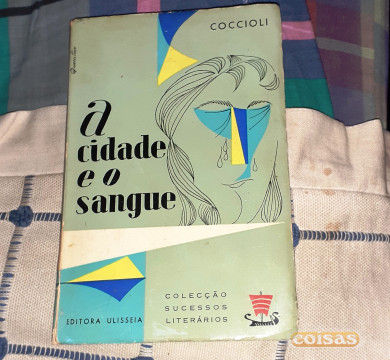 COCCIOLI
a
cidade
e o
sangue
EDITORA ULISSEIA
COLECÇÃO
SUCESSOS
LITERÁRIOS
coisas